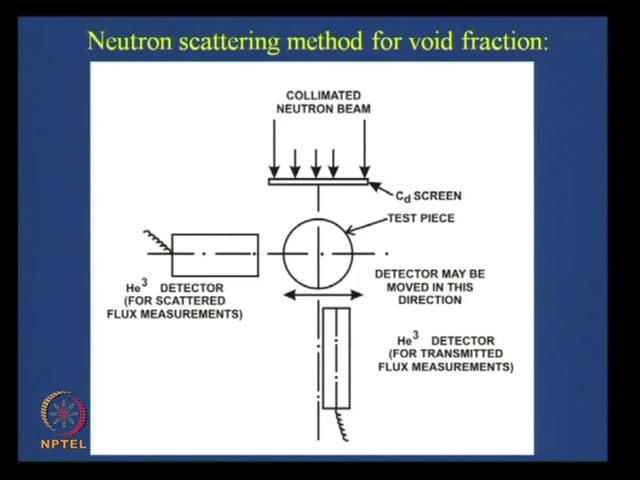 Neutron scattering method for void fraction:
COLLIMATED
NEUTRON BEAM
Cd SCREEN
TEST PIECE
He3 DETECTOR
(FOR SCATTERED
FLUX MEASUREMENTS)
DETECTOR MAY BE
MOVED IN THIS
DIRECTION
He3 DETECTOR
(FOR TRANSMITTED
FLUX MEASUREMENTS)
NPTEL